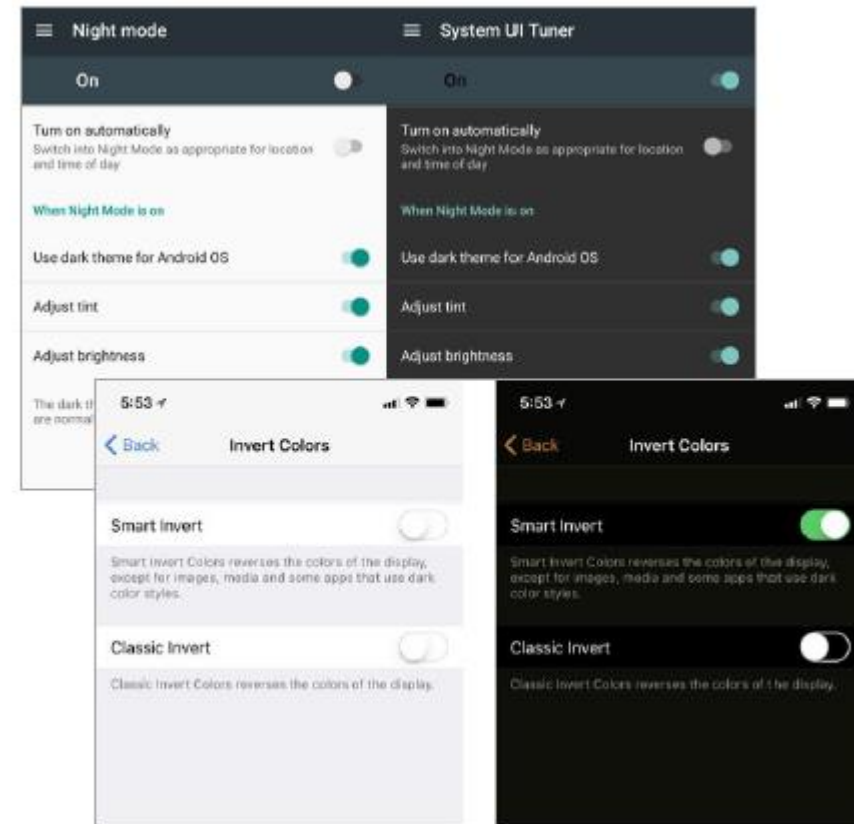 Night mode
On
Turn on automatically
Switch into Night Mode as appropriate for location
and time of day
When Night Mode is on
Use dark theme for Android OS
Adjust tint
Adjust brightness
The dark th
are normal
System UI Tuner
On
Turn on automatically
Switch into Night Mode as appropriate for location
and time of day
When Night Mode is on
Use dark theme for Android OS
Adjust tint
Adjust brightness
5:53
Back Invert Colors
Smart Invert
Smart Invert Colors reverses the colors of the display,
except for images, media and some apps that use dark
color styles.
Classic Invert
Classic Invert Colors reverses the colors of the display.
5:53
Back Invert Colors
Smart Invert
Smart Invert Colors reverses the colors of the display,
except for images, media and some apps that use dark
color styles.
Classic Invert
Classic Invert Colors reverses the colors of the display.